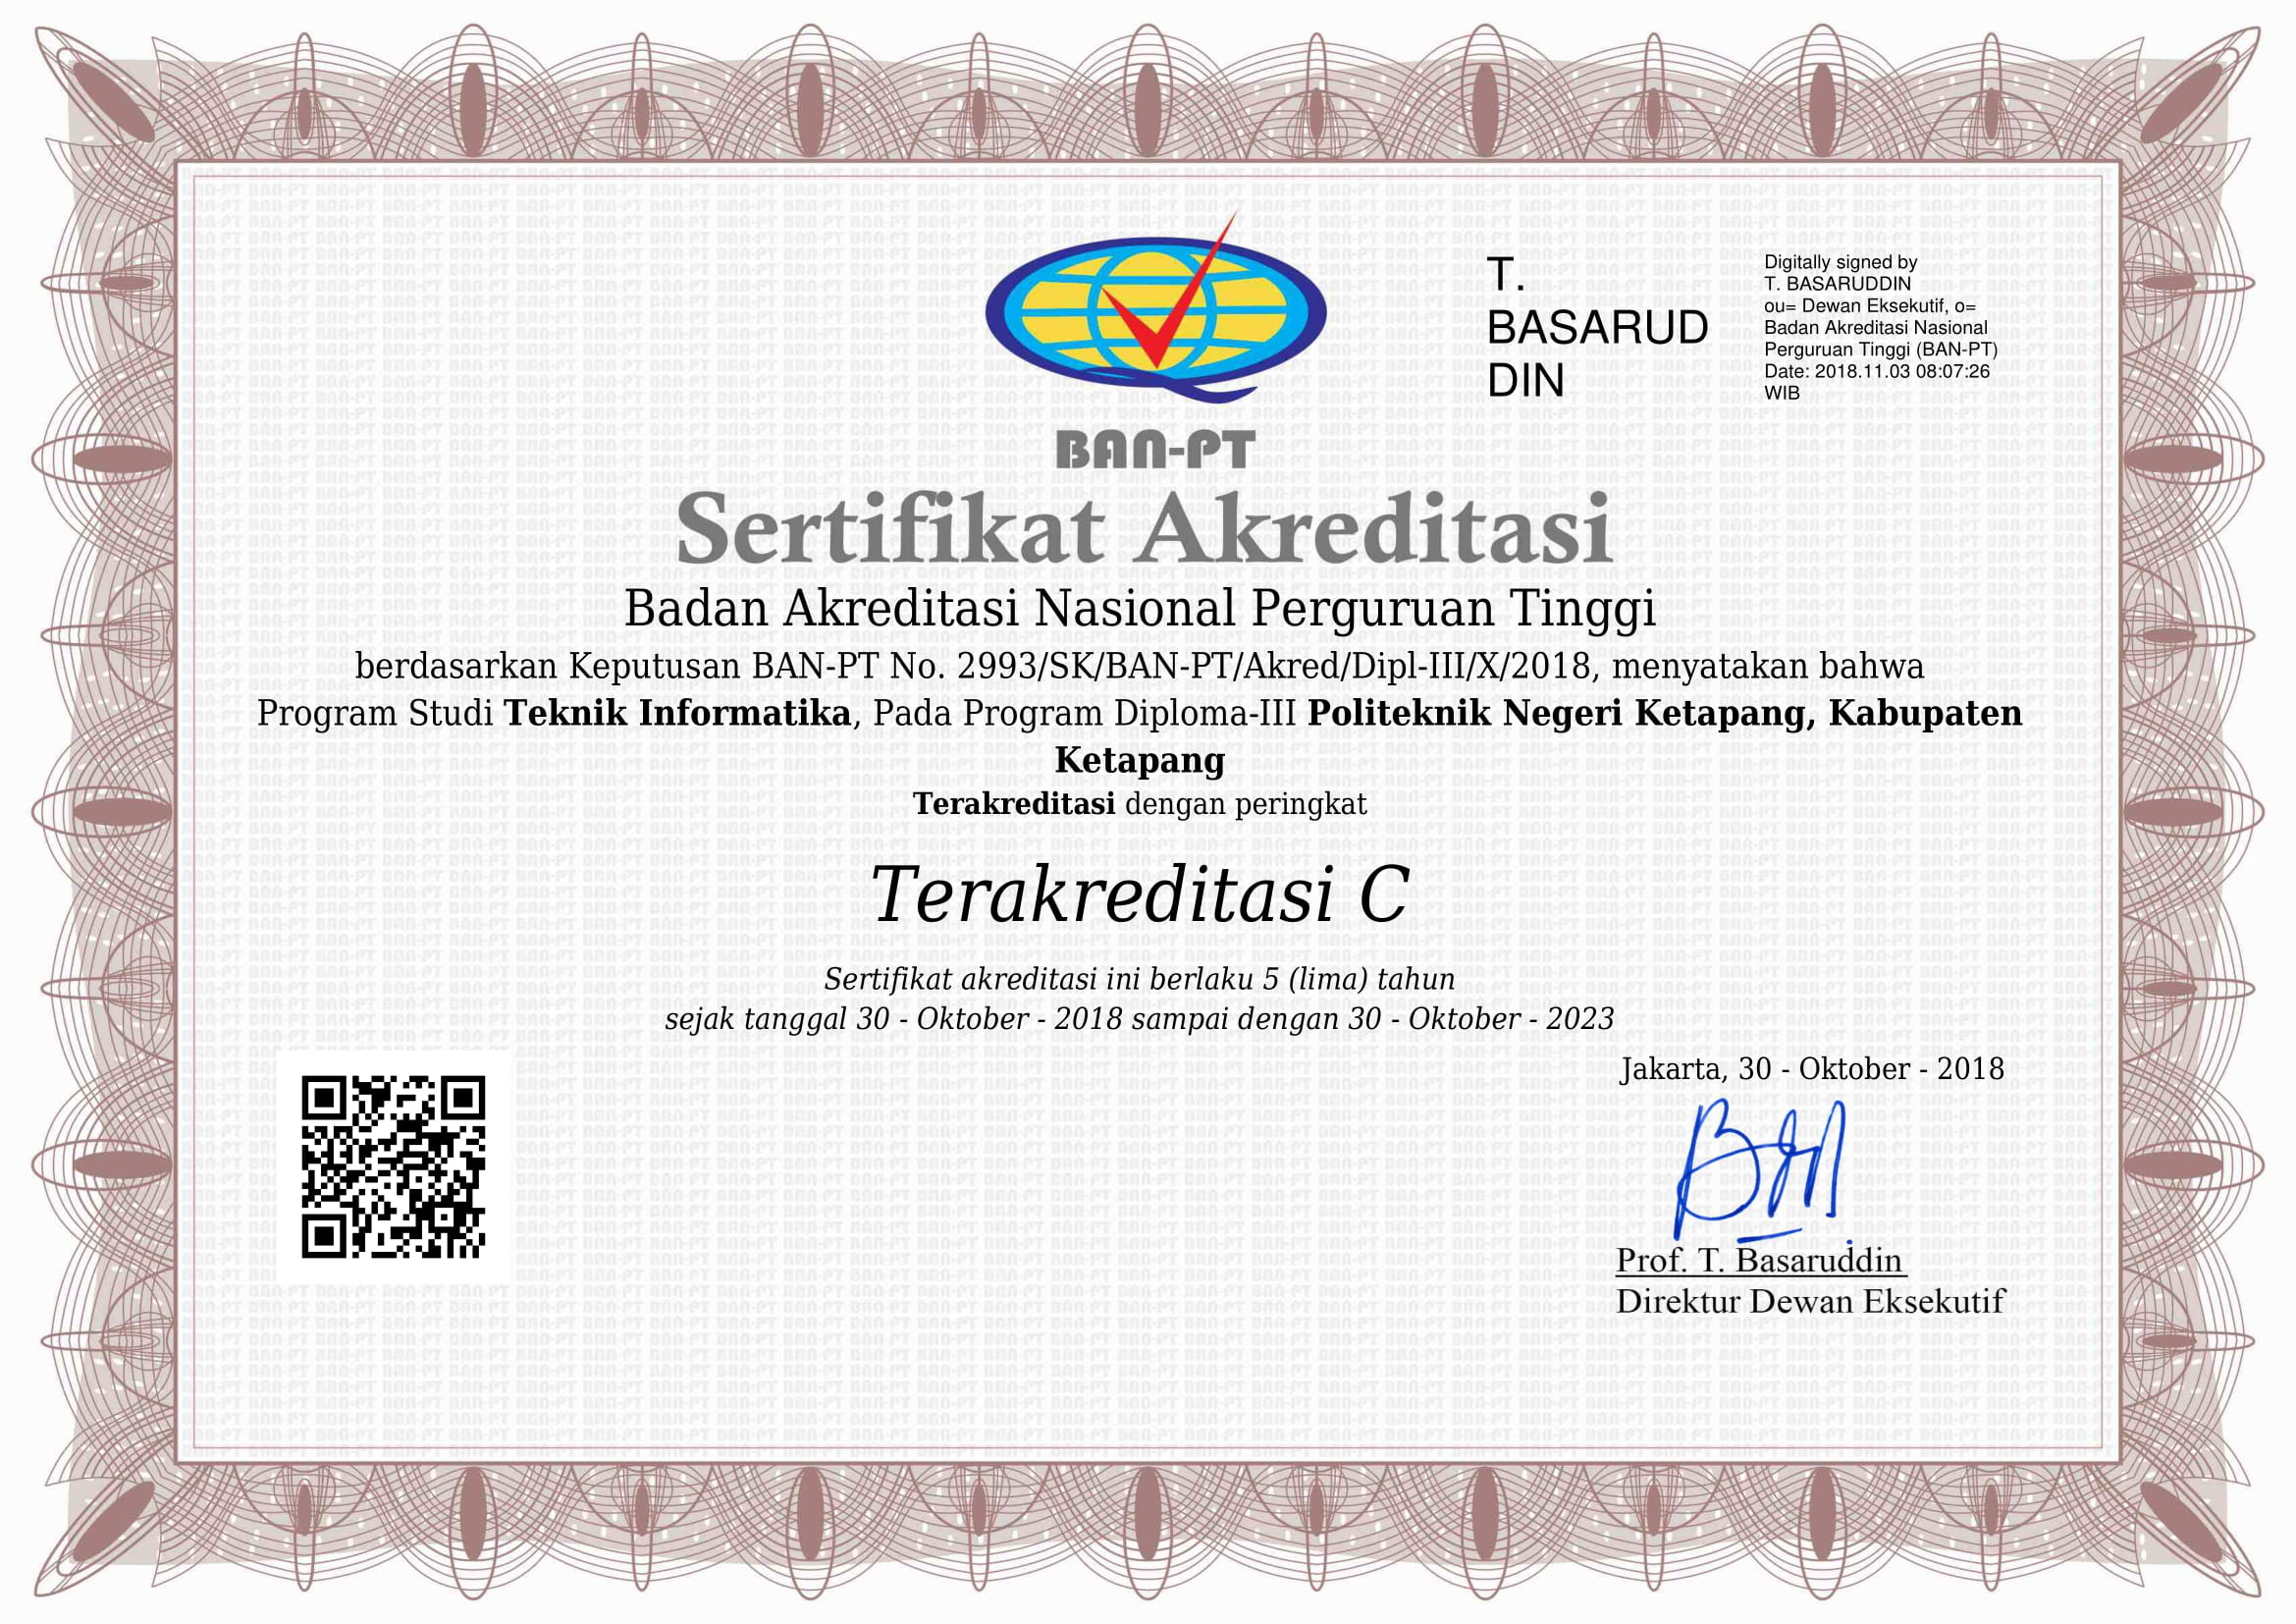 T.
BASARUD
DIN
Digitally signed by
T. BASARUDDIN
ou= Dewan Eksekutif, o=
Badan Akreditasi Nasional
Perguruan Tinggi (BAN-PT)
Date: 2018.11.03 08:07:26
WIB
BAN-PT
Sertifikat Akreditasi
Badan Akreditasi Nasional Perguruan Tinggi
berdasarkan Keputusan BAN-PT No. 2993/SK/BAN-PT/Akred/Dipl-III/X/2018, menyatakan bahwa
Program Studi Teknik Informatika, Pada Program Diploma-III Politeknik Negeri Ketapang, Kabupaten
Ketapang
Terakreditasi dengan peringkat
Terakreditasi C
Sertifikat akreditasi ini berlaku 5 (lima) tahun
sejak tanggal 30 - Oktober - 2018 sampai dengan 30 - Oktober - 2023
Jakarta, 30 - Oktober - 2018
Prof. T. Basaruddin
Direktur Dewan Eksekutif